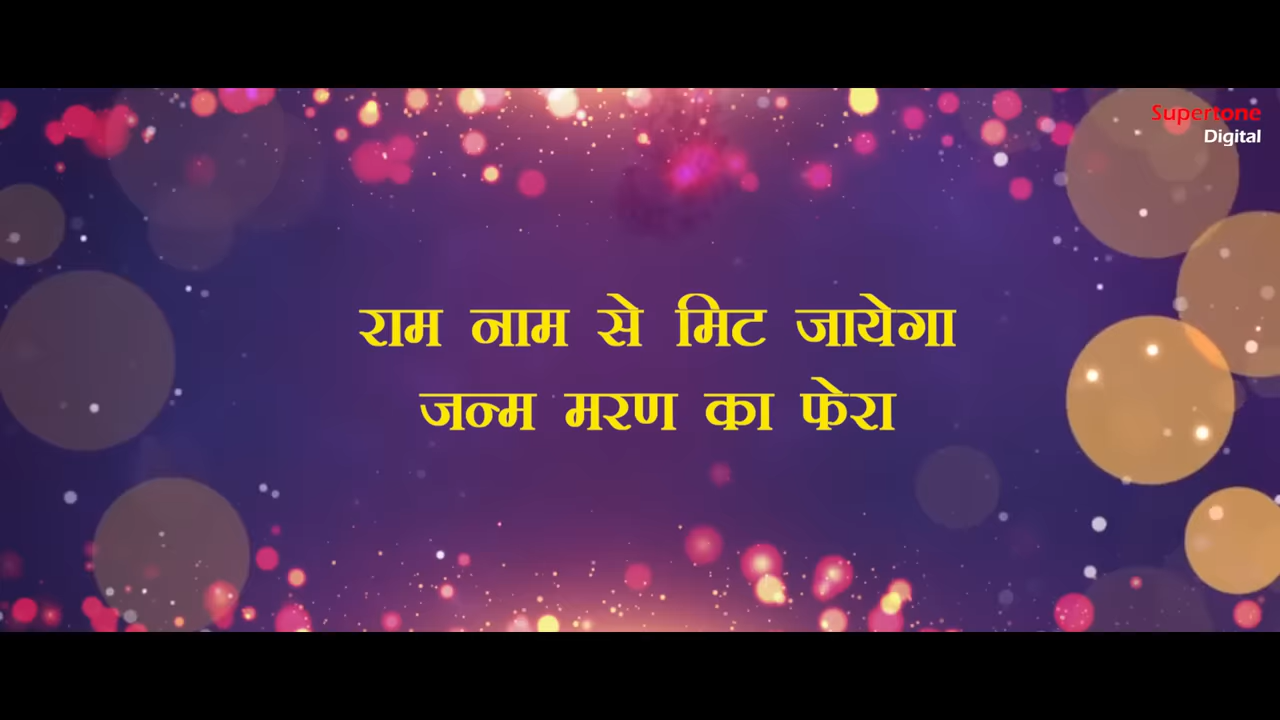 Supertone
Digital
राम नाम से मिट जायेगा
जन्म मरण का फेरा